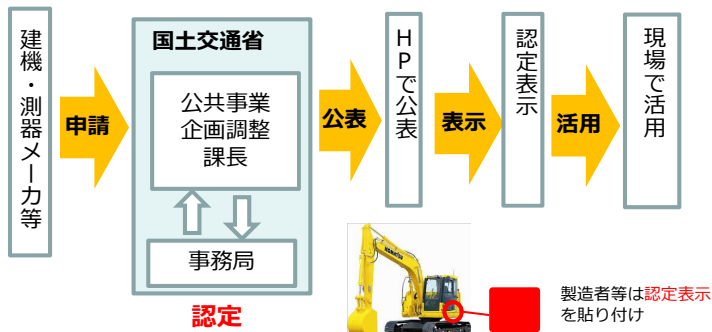 建機・測器メーカ等
申請
国土交通省
公共事業
企画調整
課長
事務局
認定
公表
HPで公表
表示
認定表示
活用
現場で活用
KOMATSU
製造者等は認定表示
を貼り付け